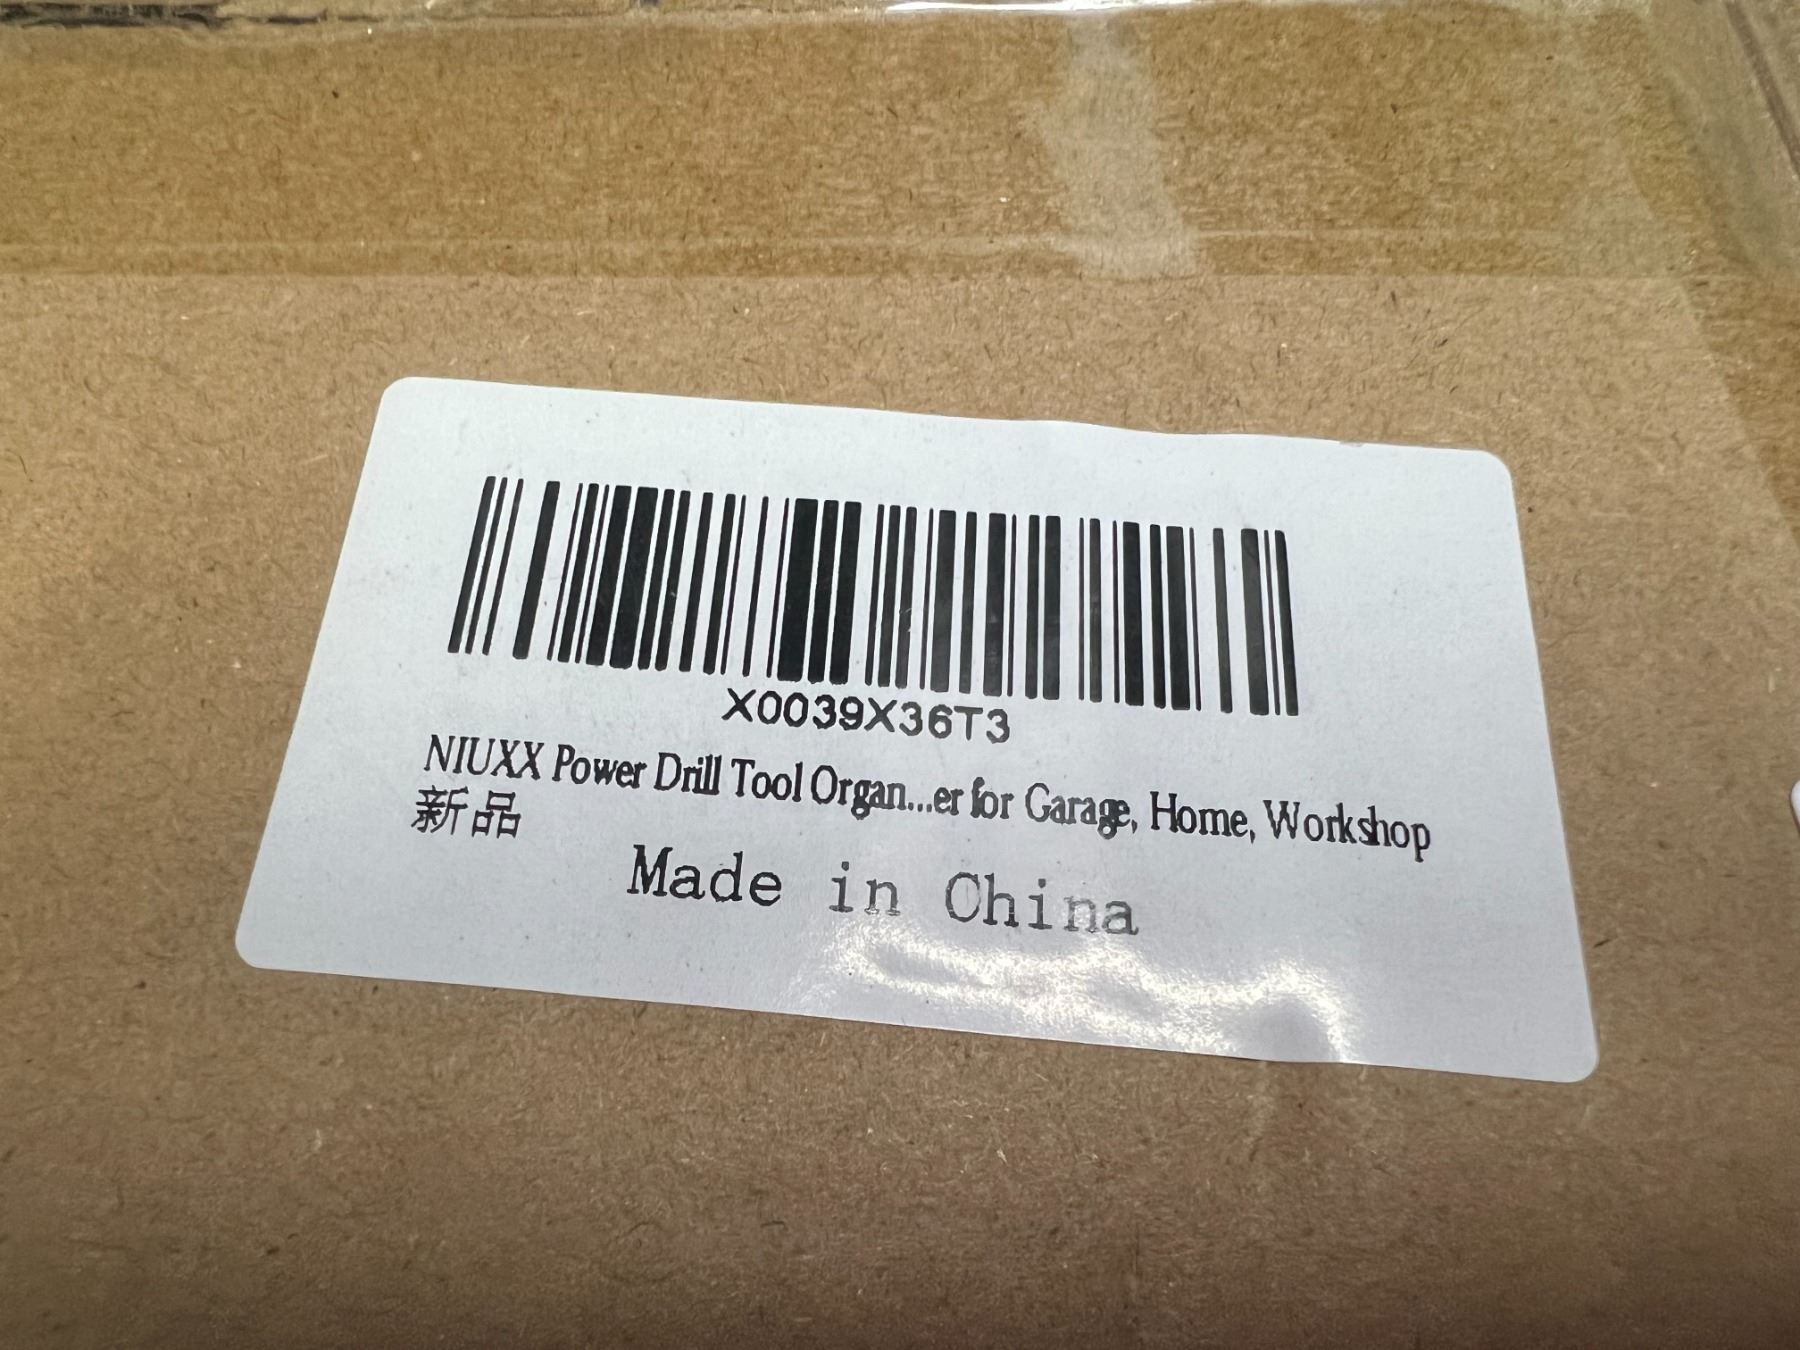 X0039X36T3
NIUXX Power Drill Tool Organ...er for Garage, Home, Workshop
新品
Made in China